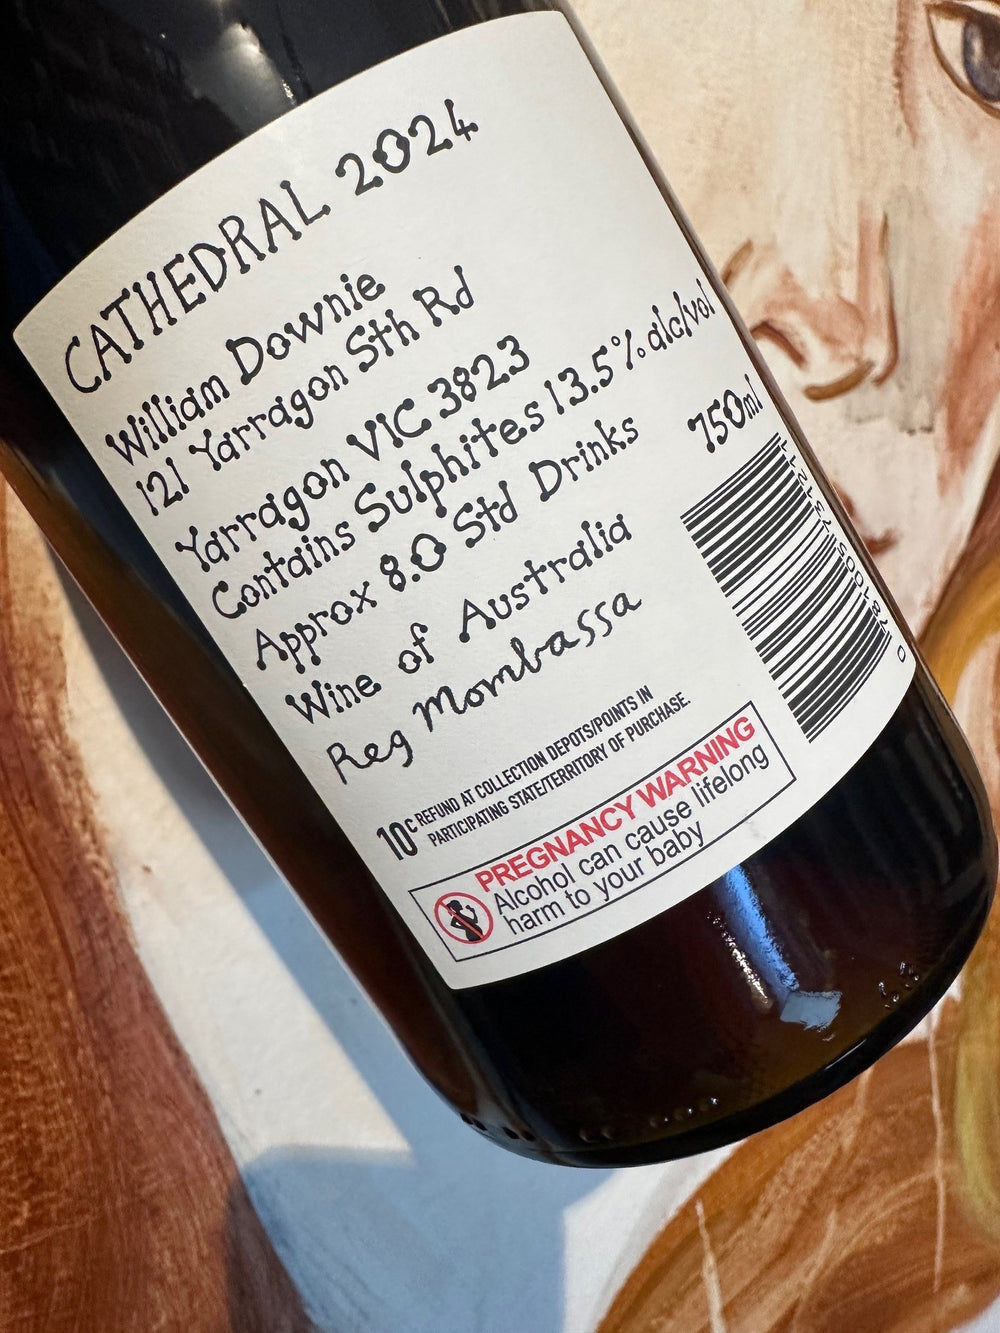 CATHEDRAL 2024
William Downie
121 Yarragon Sth Rd
Yarragon VIC 3823
Contains Sulphites 13.5% alc/vol
Approx 8.0 Std Drinks
750ml
Wine of Australia
Reg Mombassa
10c REFUND AT COLLECTION DEPOTS/POINTS IN
PARTICIPATING STATE/TERRITORY OF PURCHASE.
PREGNANCY WARNING
Alcohol can cause lifelong
harm to your baby